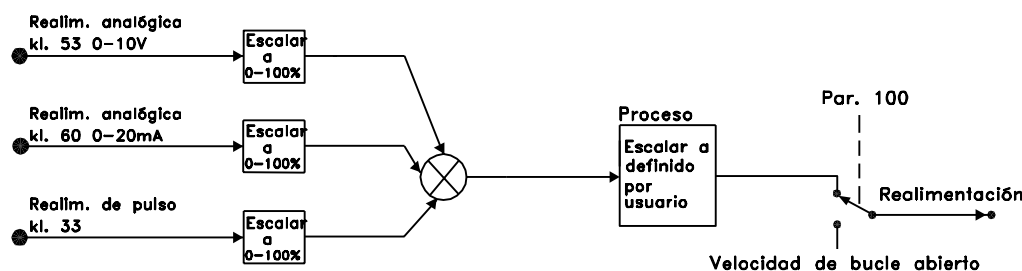 Realim. analógica
kl. 53 0-10V
Escalar
a
0-100%
Realim. analógica
kl. 60 0-20mA
Escalar
a
0-100%
Realim. de pulso
kl. 33
Escalar
a
0-100%
Proceso
Escalar a
definido
por
usuario
Par. 100
Realimentación
Velocidad de bucle abierto